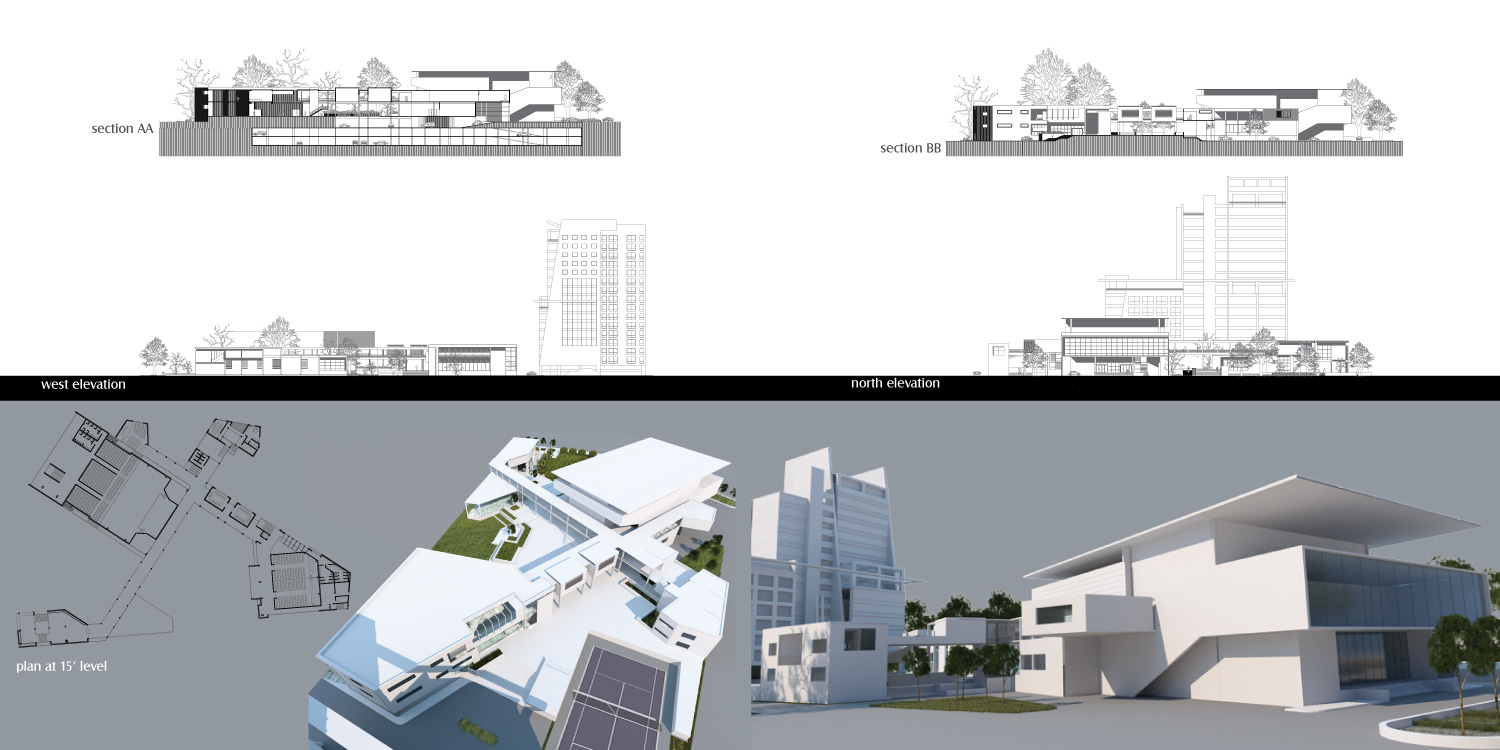 section AA
section BB
west elevation
north elevation
plan at 15' level